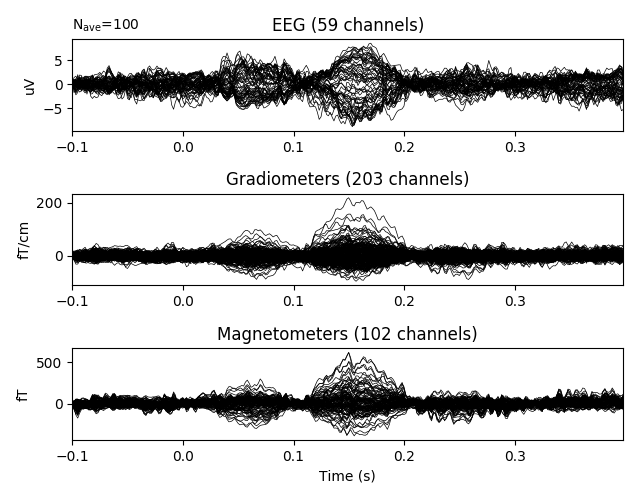 N_ave=100
EEG (59 channels)
5
0
−5
uV
−0.1 0.0 0.1 0.2 0.3
Gradiometers (203 channels)
200
0
fT/cm
−0.1 0.0 0.1 0.2 0.3
Magnetometers (102 channels)
500
0
fT
−0.1 0.0 0.1 0.2 0.3
Time (s)